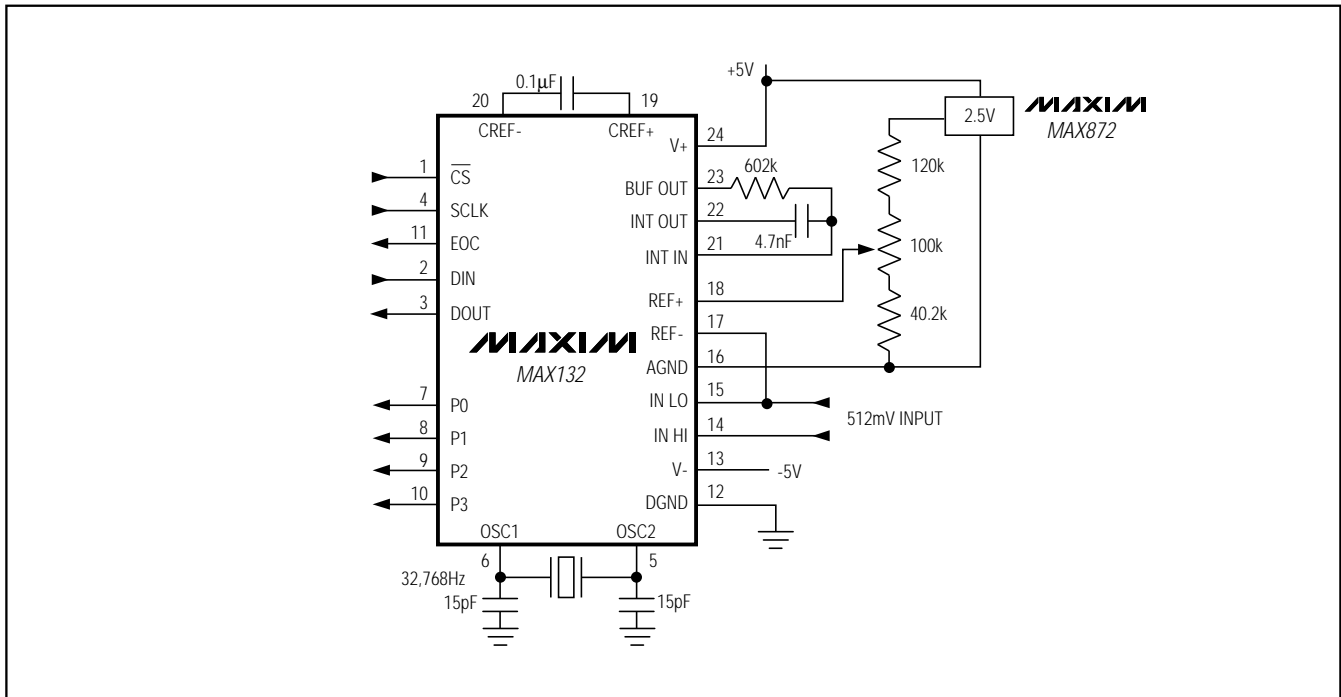 0.1μF
20
19
CREF-
CREF+
+5V
2.5V
MAXIM
MAX872
V+
24
1
CS
4
SCLK
11
EOC
2
DIN
3
DOUT
BUF OUT
23
602k
INT OUT
22
4.7nF
INT IN
21
120k
100k
40.2k
REF+
18
REF-
17
AGND
16
MAXIM
MAX132
IN LO
15
512mV INPUT
IN HI
14
V-
13
-5V
DGND
12
7
P0
8
P1
9
P2
10
P3
OSC1
OSC2
6
5
32,768Hz
15pF
15pF